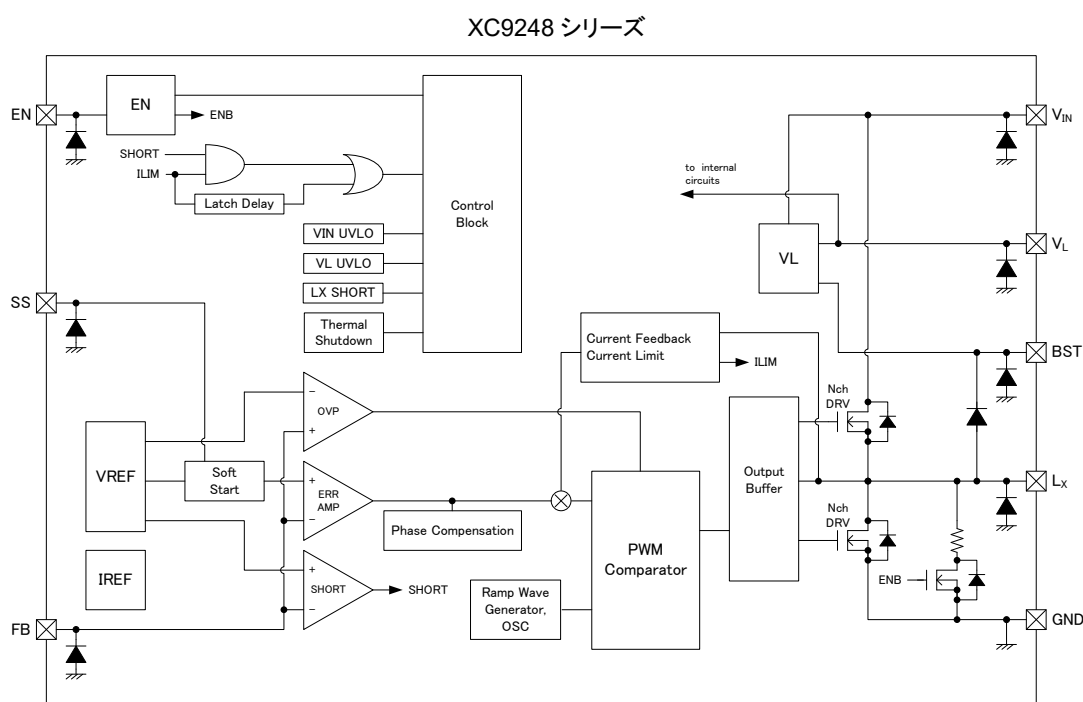 XC9248 シリーズ
EN
EN
ENB
SHORT
ILIM
Latch Delay
VIN UVLO
VL UVLO
LX SHORT
Thermal
Shutdown
Control
Block
to internal
circuits
VIN
VL
VL
SS
BST
Current Feedback
Current Limit
ILIM
Nch
DRV
−
OVP
+
VREF
Soft
Start
+
ERR
AMP
−
Phase Compensation
Output
Buffer
LX
Nch
DRV
PWM
Comparator
IREF
+
SHORT
−
SHORT
Ramp Wave
Generator,
OSC
ENB
FB
GND